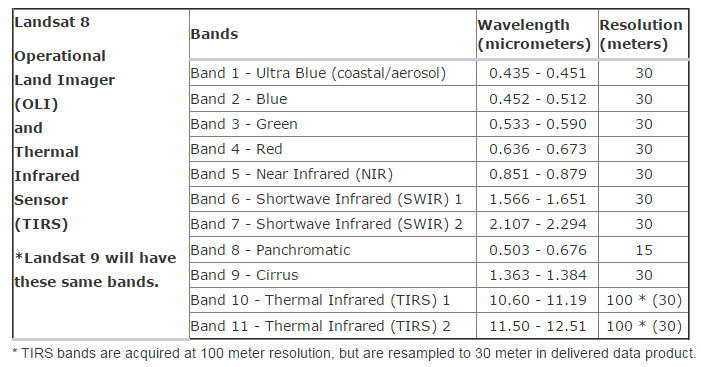 Landsat 8
Operational
Land Imager
(OLI)
and
Thermal
Infrared
Sensor
(TIRS)
*Landsat 9 will have
these same bands.
Bands Wavelength (micrometers) Resolution (meters)
Band 1 - Ultra Blue (coastal/aerosol) 0.435 - 0.451 30
Band 2 - Blue 0.452 - 0.512 30
Band 3 - Green 0.533 - 0.590 30
Band 4 - Red 0.636 - 0.673 30
Band 5 - Near Infrared (NIR) 0.851 - 0.879 30
Band 6 - Shortwave Infrared (SWIR) 1 1.566 - 1.651 30
Band 7 - Shortwave Infrared (SWIR) 2 2.107 - 2.294 30
Band 8 - Panchromatic 0.503 - 0.676 15
Band 9 - Cirrus 1.363 - 1.384 30
Band 10 - Thermal Infrared (TIRS) 1 10.60 - 11.19 100 * (30)
Band 11 - Thermal Infrared (TIRS) 2 11.50 - 12.51 100 * (30)
* TIRS bands are acquired at 100 meter resolution, but are resampled to 30 meter in delivered data product.